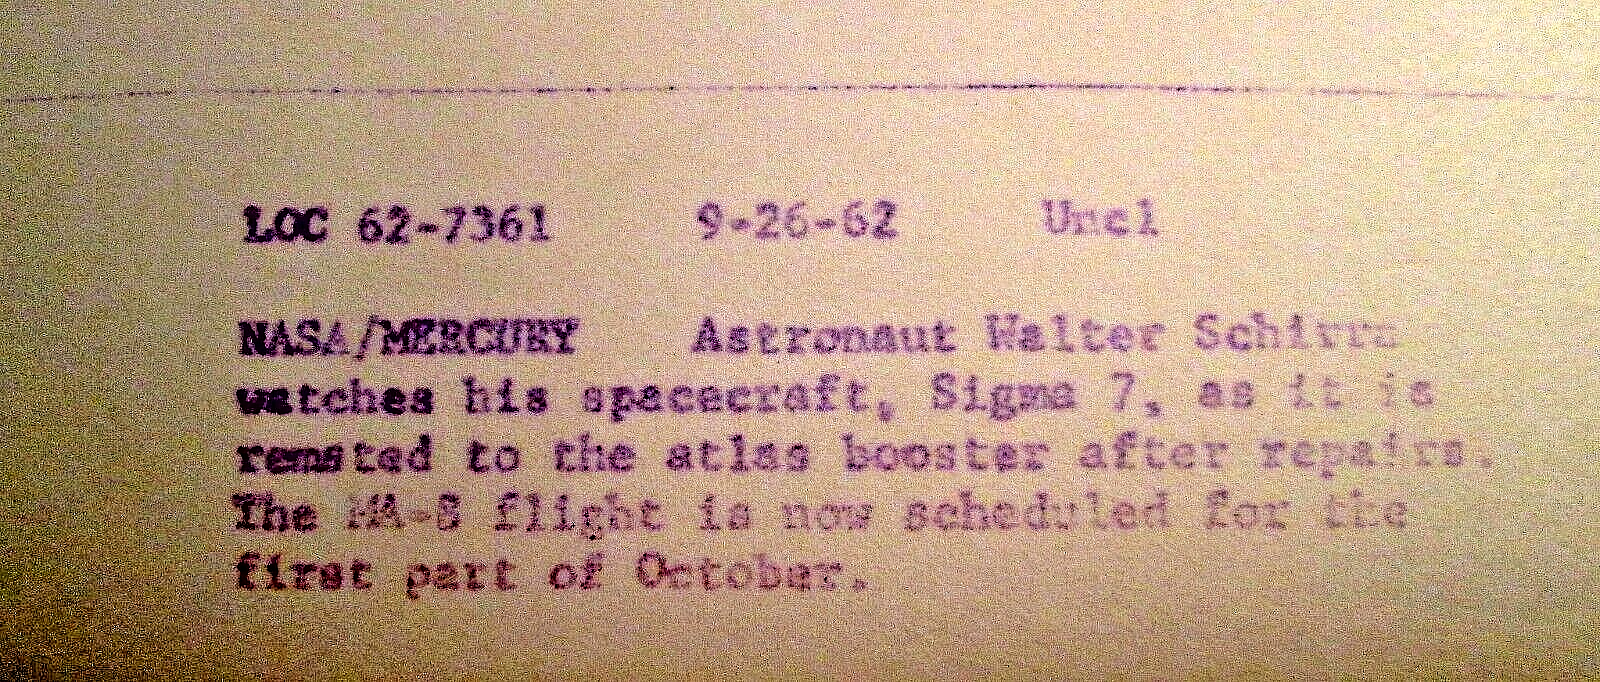 LOC 62-7361 9-26-62 Uncl
NASA/MERCURY Astronaut Walter Schirra
watches his spacecraft, Sigma 7, as it is
remated to the atlas booster after repairs.
The MA-8 flight is now scheduled for the
first part of October.